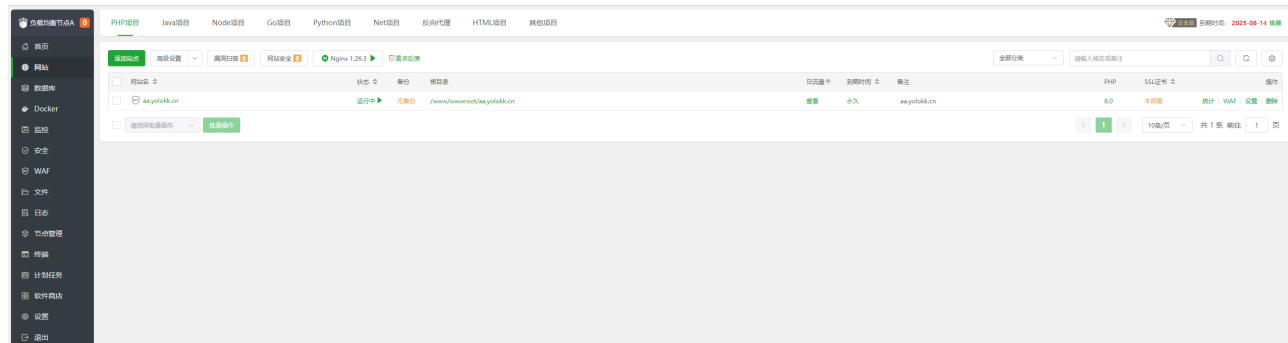 负载均衡节点A 0
PHP项目 Java项目 Node项目 Go项目 Python项目 Net项目 反向代理 HTML项目 其他项目
企业版 到期时间: 2025-06-14 续费
首页
网站
数据库
Docker
监控
安全
WAF
文件
日志
节点管理
终端
计划任务
软件商店
设置
退出
添加站点 高级设置 漏洞扫描 0 网站安全 0 Nginx 1.26.3 需求反馈
全部分类 请输入域名或备注
网站名 状态 备份 根目录 日流量 到期时间 备注 PHP SSL证书 操作
aa.yolokk.cn 运行中 无备份 /www/wwwroot/aa.yolokk.cn 查看 永久 aa.yolokk.cn 8.0 未部署 统计 | WAF | 设置 | 删除
请选择批量操作 批量操作
1 10条/页 共 1 条 前往 1 页